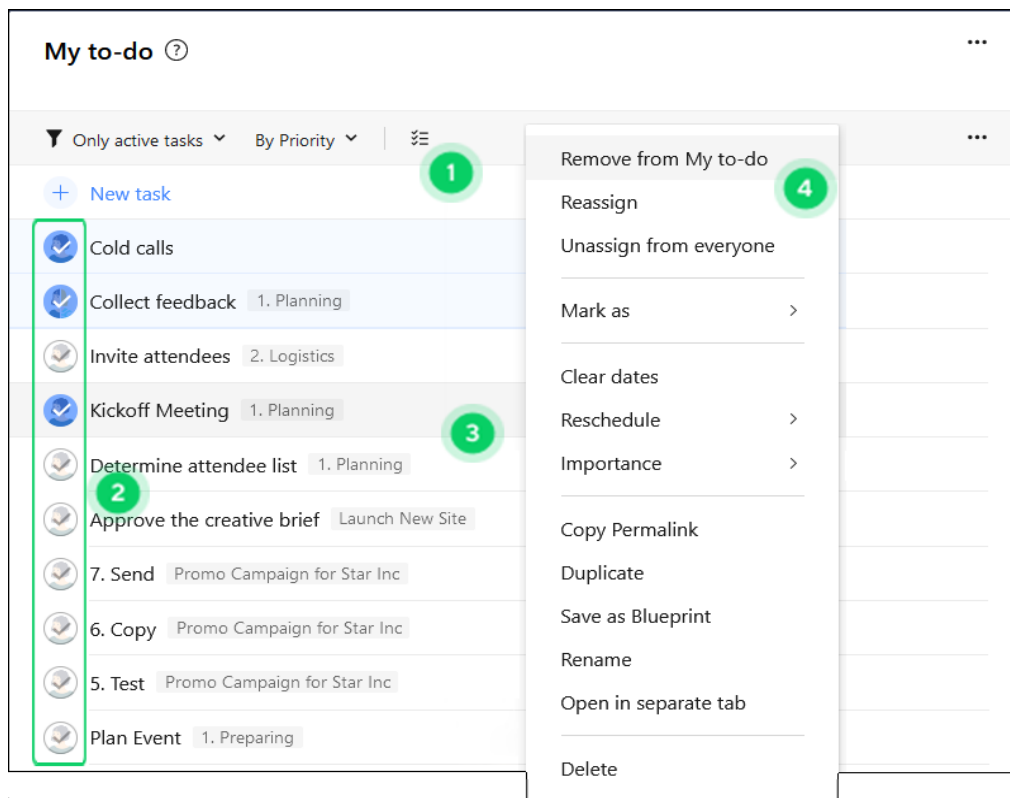 My to-do ?
Only active tasks By Priority
1
New task
Cold calls
Collect feedback 1. Planning
Invite attendees 2. Logistics
Kickoff Meeting 1. Planning
3
Determine attendee list 1. Planning
2
Approve the creative brief Launch New Site
7. Send Promo Campaign for Star Inc
6. Copy Promo Campaign for Star Inc
5. Test Promo Campaign for Star Inc
Plan Event 1. Preparing
Remove from My to-do
4
Reassign
Unassign from everyone
Mark as
Clear dates
Reschedule
Importance
Copy Permalink
Duplicate
Save as Blueprint
Rename
Open in separate tab
Delete